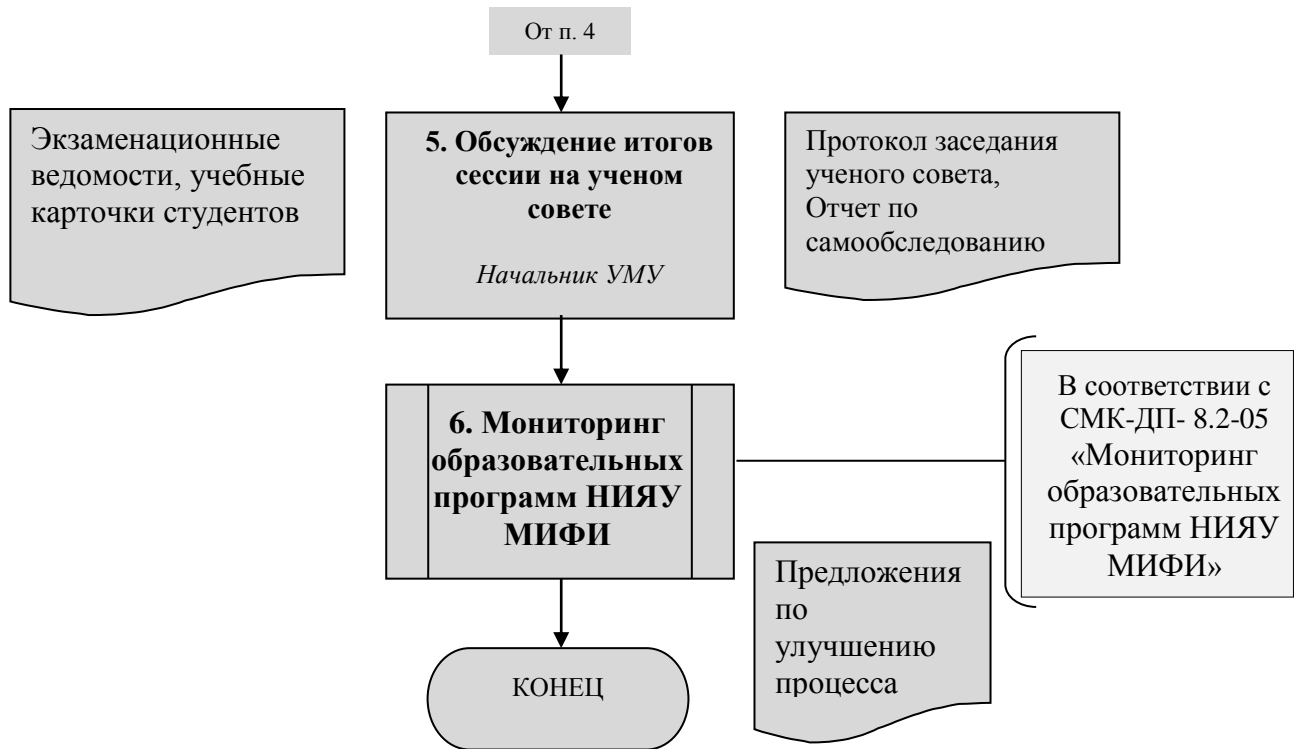 От п. 4
Экзаменационные
ведомости, учебные
карточки студентов
5. Обсуждение итогов
сессии на ученом
совете
Начальник УМУ
Протокол заседания
ученого совета,
Отчет по
самообследованию
6. Мониторинг
образовательных
программ НИЯУ
МИФИ
В соответствии с
СМК-ДП- 8.2-05
«Мониторинг
образовательных
программ НИЯУ
МИФИ»
Предложения
по
улучшению
процесса
КОНЕЦ